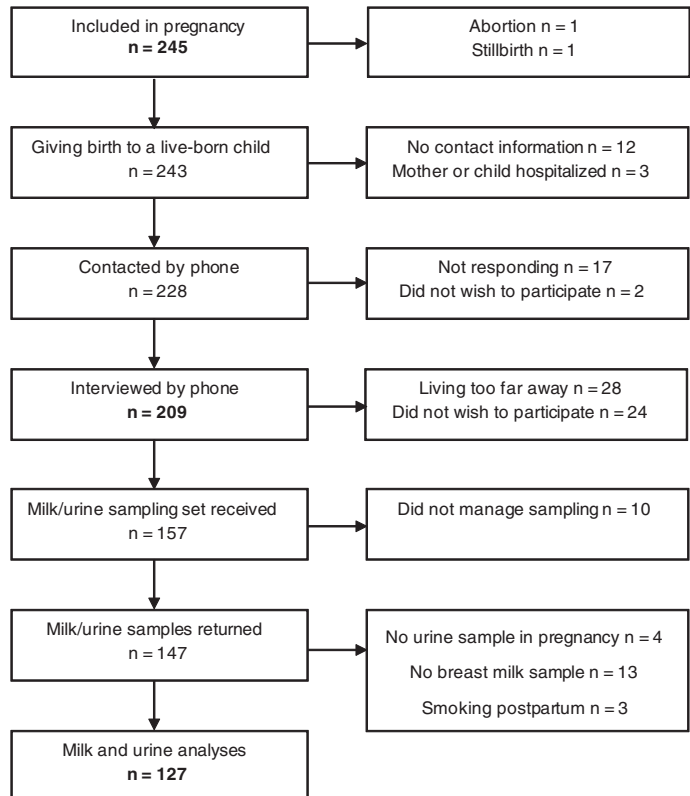 Included in pregnancy
n = 245
Abortion n = 1
Stillbirth n = 1
Giving birth to a live-born child
n = 243
No contact information n = 12
Mother or child hospitalized n = 3
Contacted by phone
n = 228
Not responding n = 17
Did not wish to participate n = 2
Interviewed by phone
n = 209
Living too far away n = 28
Did not wish to participate n = 24
Milk/urine sampling set received
n = 157
Did not manage sampling n = 10
Milk/urine samples returned
n = 147
No urine sample in pregnancy n = 4
No breast milk sample n = 13
Smoking postpartum n = 3
Milk and urine analyses
n = 127